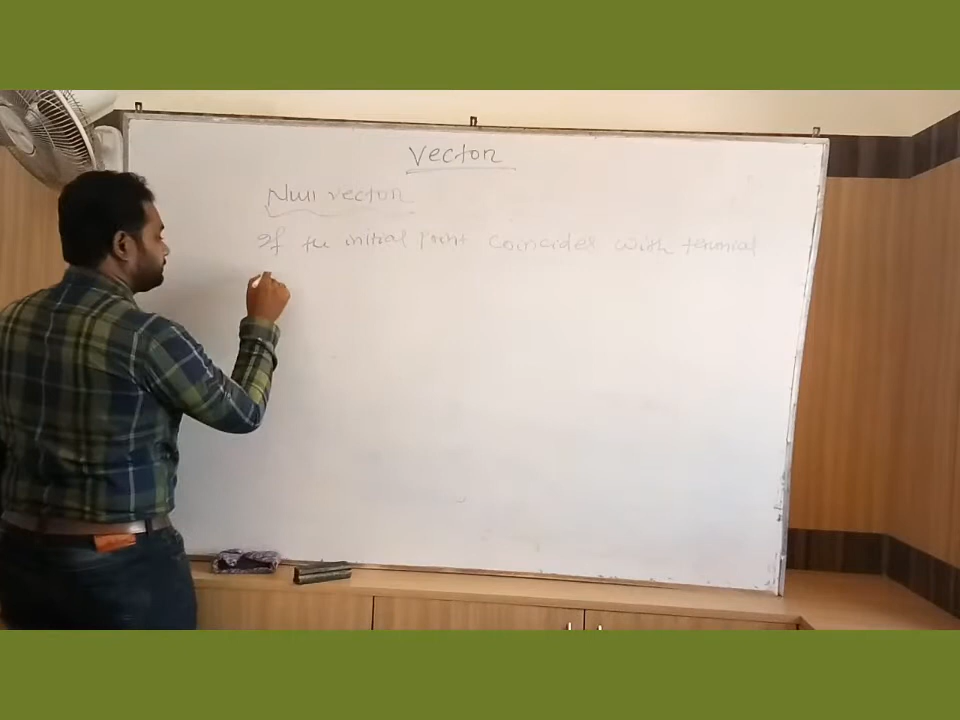 Vector
Null vector
If the initial point coincides with terminal